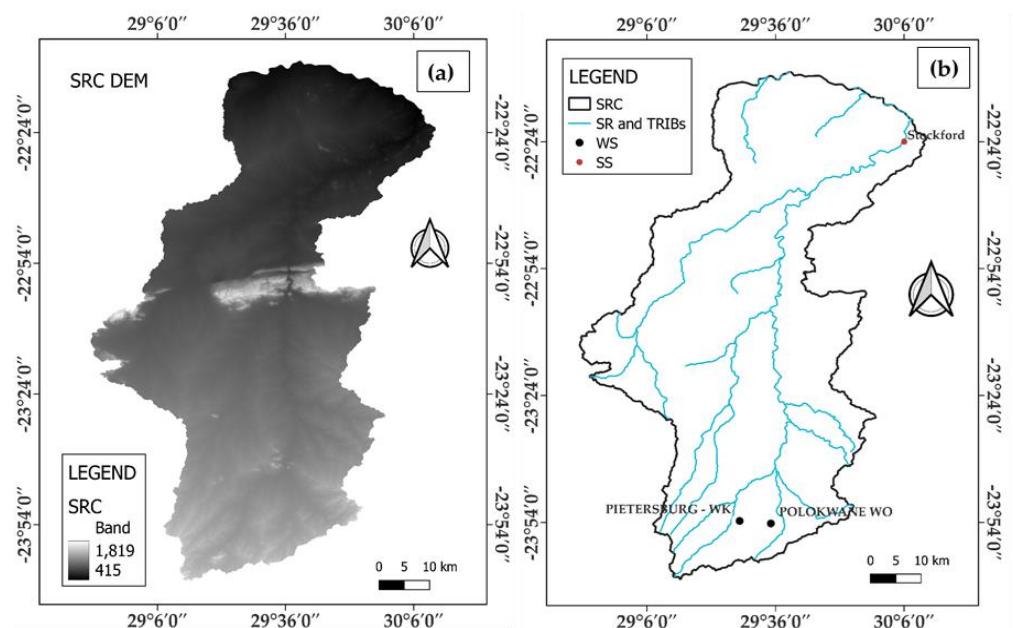 29°6′0″ 29°36′0″ 30°6′0″
SRC DEM
(a)
-22°24′0″ -22°24′0″
-22°54′0″ -22°54′0″
-23°24′0″ -23°24′0″
-23°54′0″ -23°54′0″
LEGEND
SRC
Band
1,819
415
0 5 10 km
29°6′0″ 29°36′0″ 30°6′0″
29°6′0″ 29°36′0″ 30°6′0″
(b)
LEGEND
SRC
SR and TRIBs
WS
SS
Stockford
-22°24′0″ -22°24′0″
-22°54′0″ -22°54′0″
-23°24′0″ -23°24′0″
-23°54′0″ -23°54′0″
PIETERSBURG - WK
POLOKWANE WO
0 5 10 km
29°6′0″ 29°36′0″ 30°6′0″